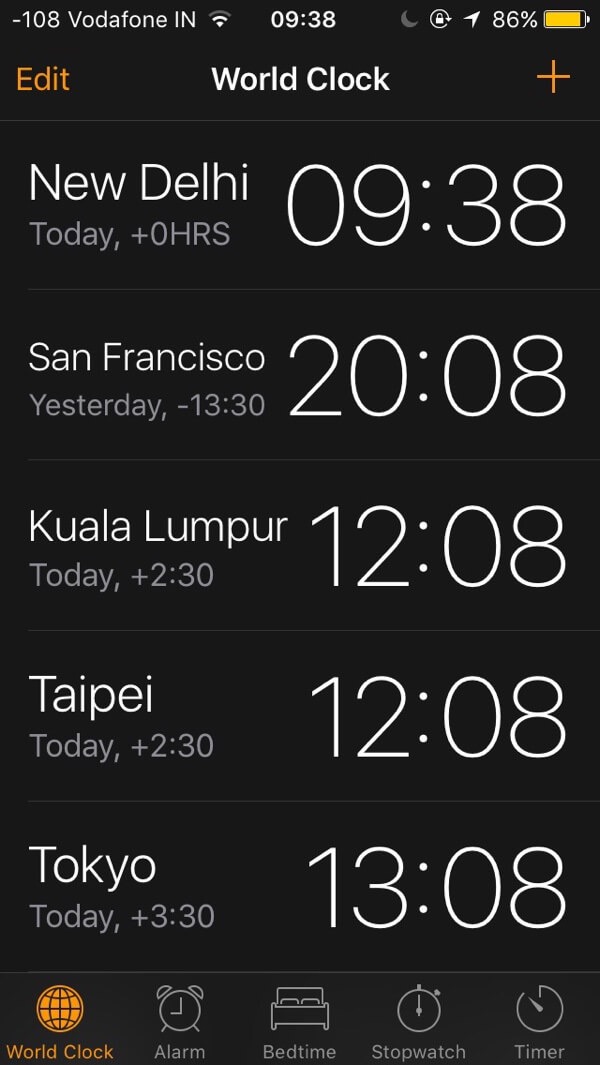 -108 Vodafone IN 09:38 86%
Edit World Clock +
New Delhi 09:38
Today, +0HRS
San Francisco 20:08
Yesterday, -13:30
Kuala Lumpur 12:08
Today, +2:30
Taipei 12:08
Today, +2:30
Tokyo 13:08
Today, +3:30
World Clock Alarm Bedtime Stopwatch Timer